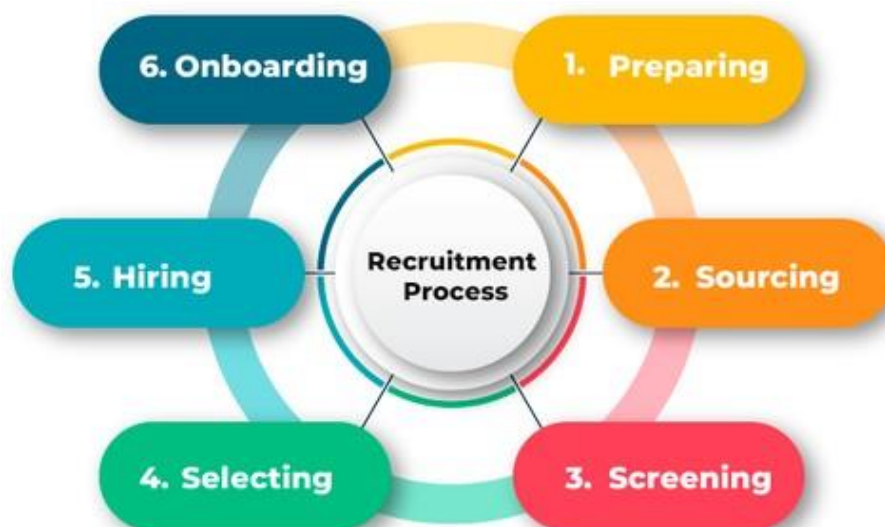 Recruitment
Process
1. Preparing
2. Sourcing
3. Screening
4. Selecting
5. Hiring
6. Onboarding